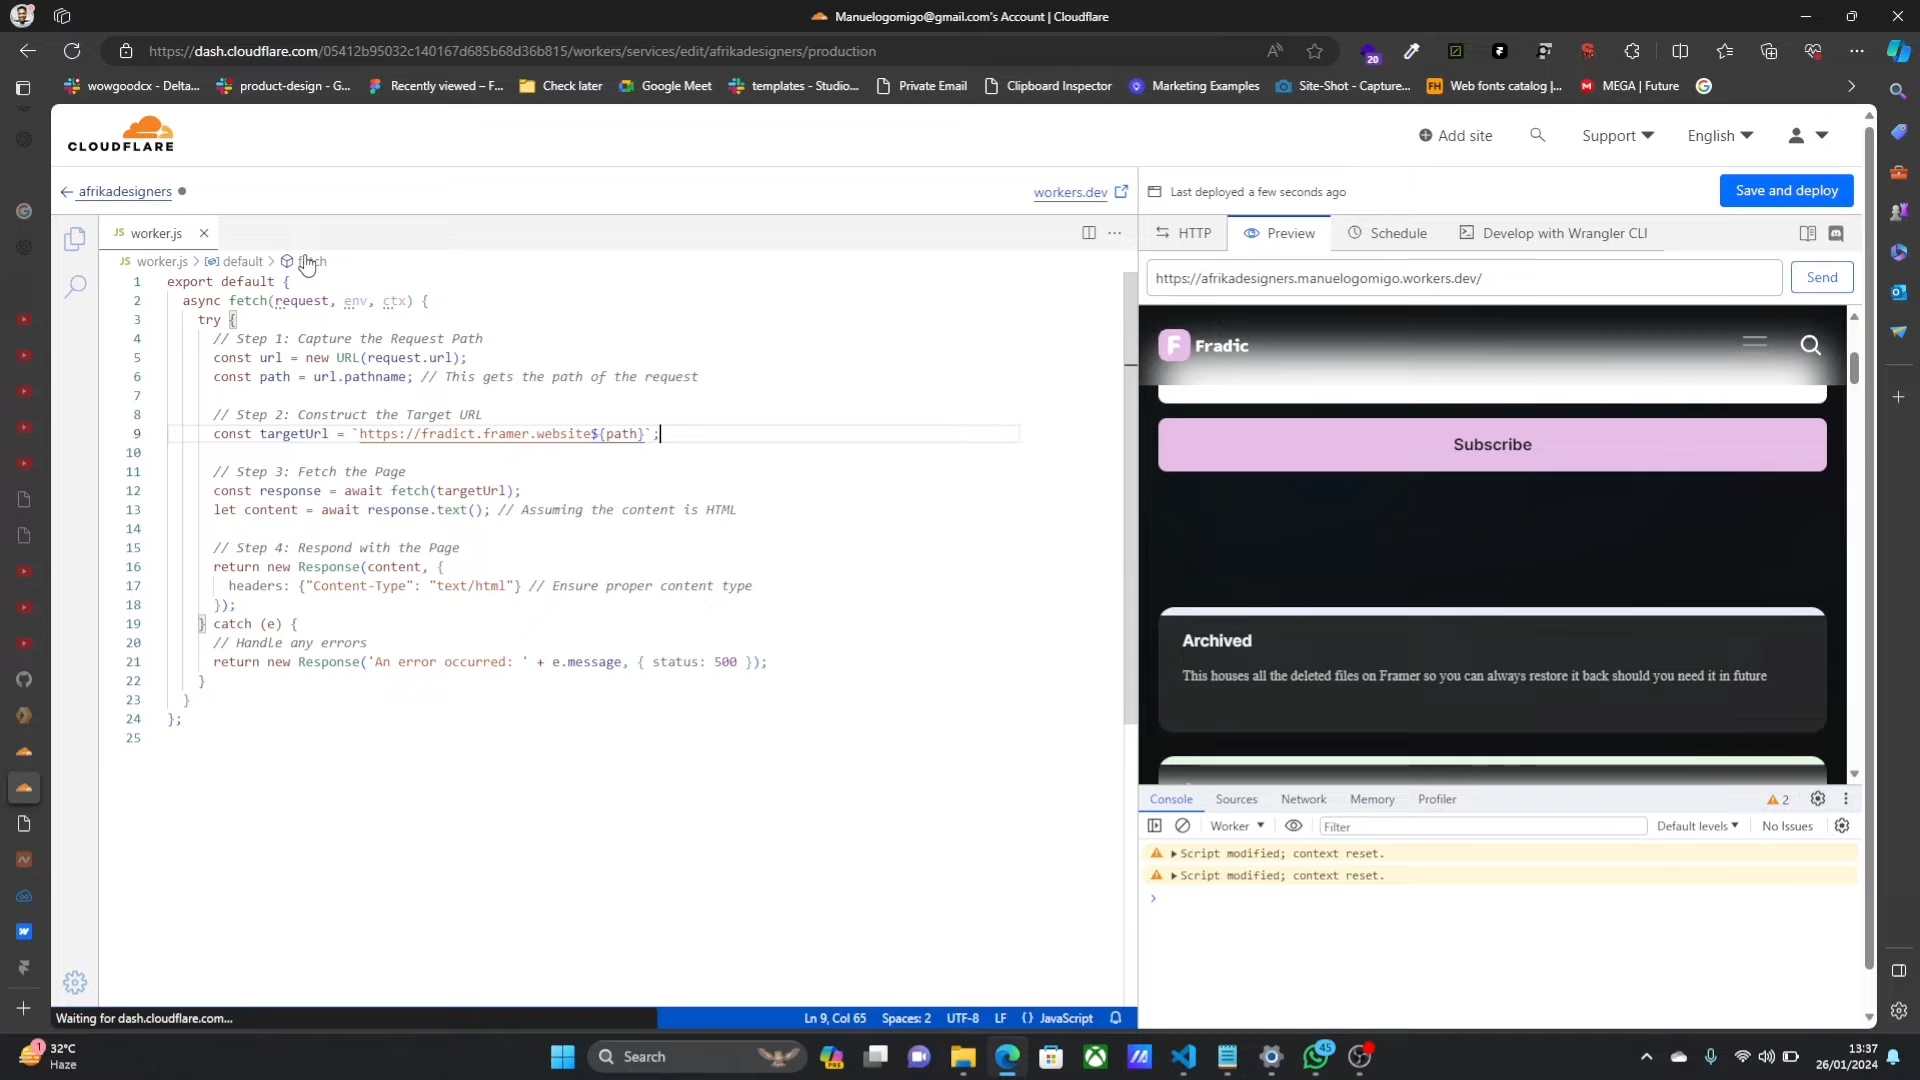 Manuelogomigo@gmail.com's Account | Cloudflare
https://dash.cloudflare.com/05412b95032c140167d685b68d36b815/workers/services/edit/afrikadesigners/production
20
wowgoodcx - Delta...
product-design - G...
Recently viewed – F...
Check later
Google Meet
templates - Studio...
Private Email
Clipboard Inspector
Marketing Examples
Site-Shot - Capture...
FH
Web fonts catalog |...
MEGA | Future
CLOUDFLARE
Add site
Support
English
afrikadesigners
workers.dev
Last deployed a few seconds ago
Save and deploy
JS worker.js
HTTP
Preview
Schedule
Develop with Wrangler CLI
JS worker.js > default > fetch
https://afrikadesigners.manuelogomigo.workers.dev/
Send
1 export default {
2 async fetch(request, env, ctx) {
3 try {
4 // Step 1: Capture the Request Path
5 const url = new URL(request.url);
6 const path = url.pathname; // This gets the path of the request
7
8 // Step 2: Construct the Target URL
9 const targetUrl = `https://fradict.framer.website${path}`;
10
11 // Step 3: Fetch the Page
12 const response = await fetch(targetUrl);
13 let content = await response.text(); // Assuming the content is HTML
14
15 // Step 4: Respond with the Page
16 return new Response(content, {
17 headers: {"Content-Type": "text/html"} // Ensure proper content type
18 });
19 } catch (e) {
20 // Handle any errors
21 return new Response('An error occurred: ' + e.message, { status: 500 });
22 }
23 }
24 };
25
Fradic
Subscribe
Archived
This houses all the deleted files on Framer so you can always restore it back should you need it in future
Console
Sources
Network
Memory
Profiler
2
Worker
Filter
Default levels
No Issues
Script modified; context reset.
Script modified; context reset.
Waiting for dash.cloudflare.com...
Ln 9, Col 65
Spaces: 2
UTF-8
LF
{} JavaScript
1
32°C
Haze
Search
PRE
45
13:37
26/01/2024